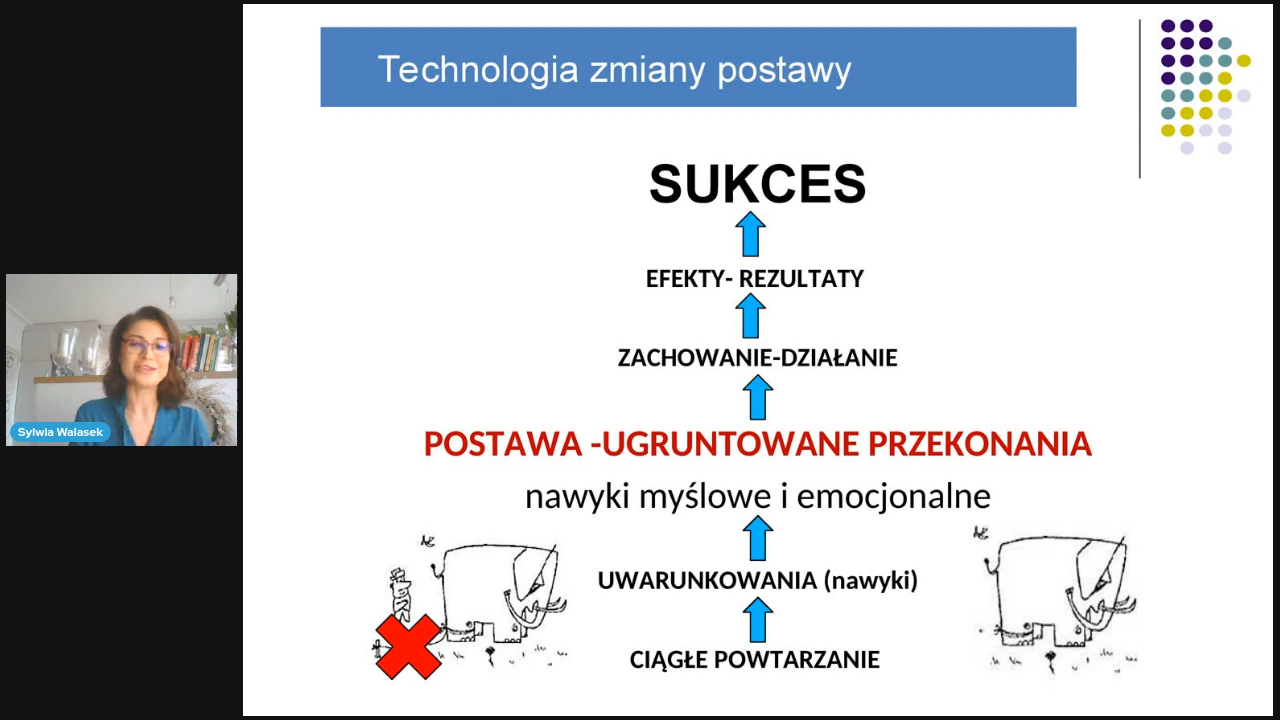 Technologia zmiany postawy
SUKCES
EFEKTY- REZULTATY
ZACHOWANIE-DZIAŁANIE
POSTAWA -UGRUNTOWANE PRZEKONANIA
nawyki myślowe i emocjonalne
UWARUNKOWANIA (nawyki)
CIĄGŁE POWTARZANIE
Sylwia Walasek